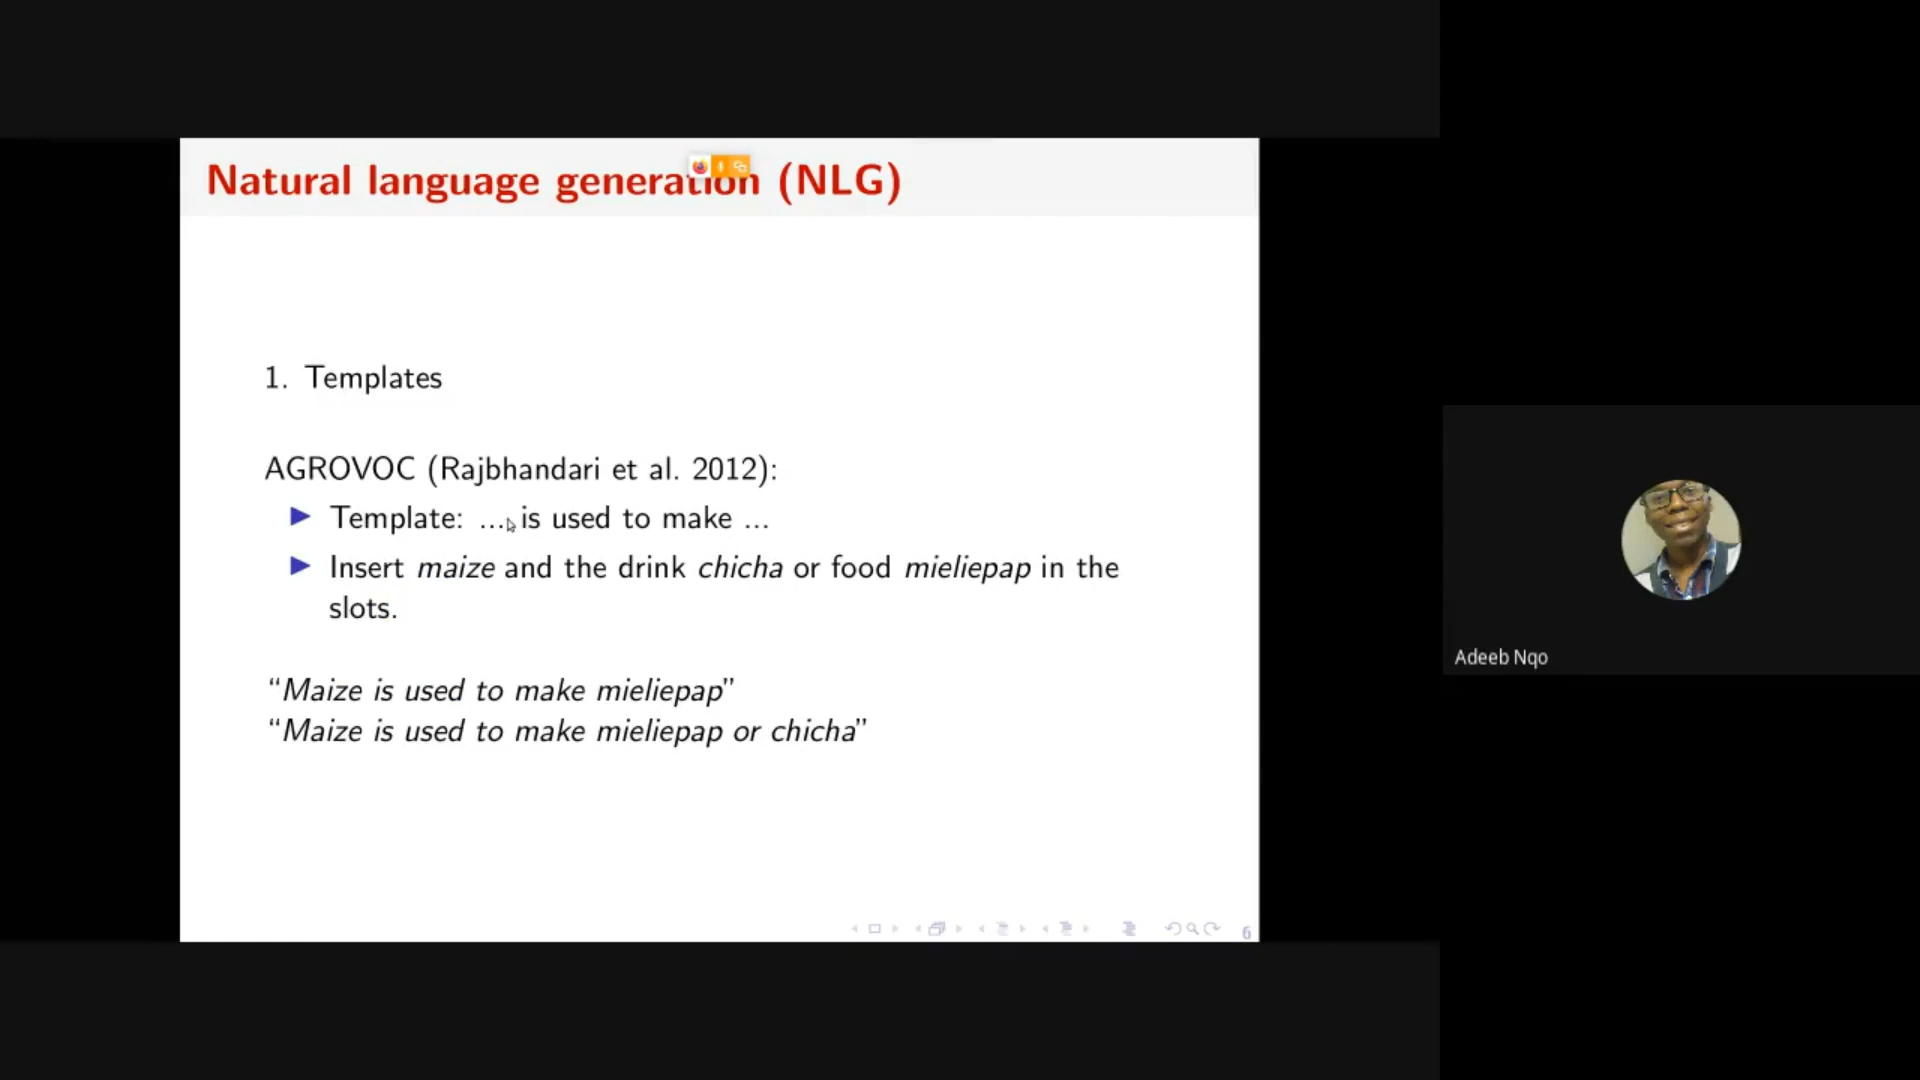 Natural language generation (NLG)
1. Templates
AGROVOC (Rajbhandari et al. 2012):
Template: ... is used to make ...
Insert maize and the drink chicha or food mieliepap in the
slots.
“Maize is used to make mieliepap”
“Maize is used to make mieliepap or chicha”
6
Adeeb Nqo